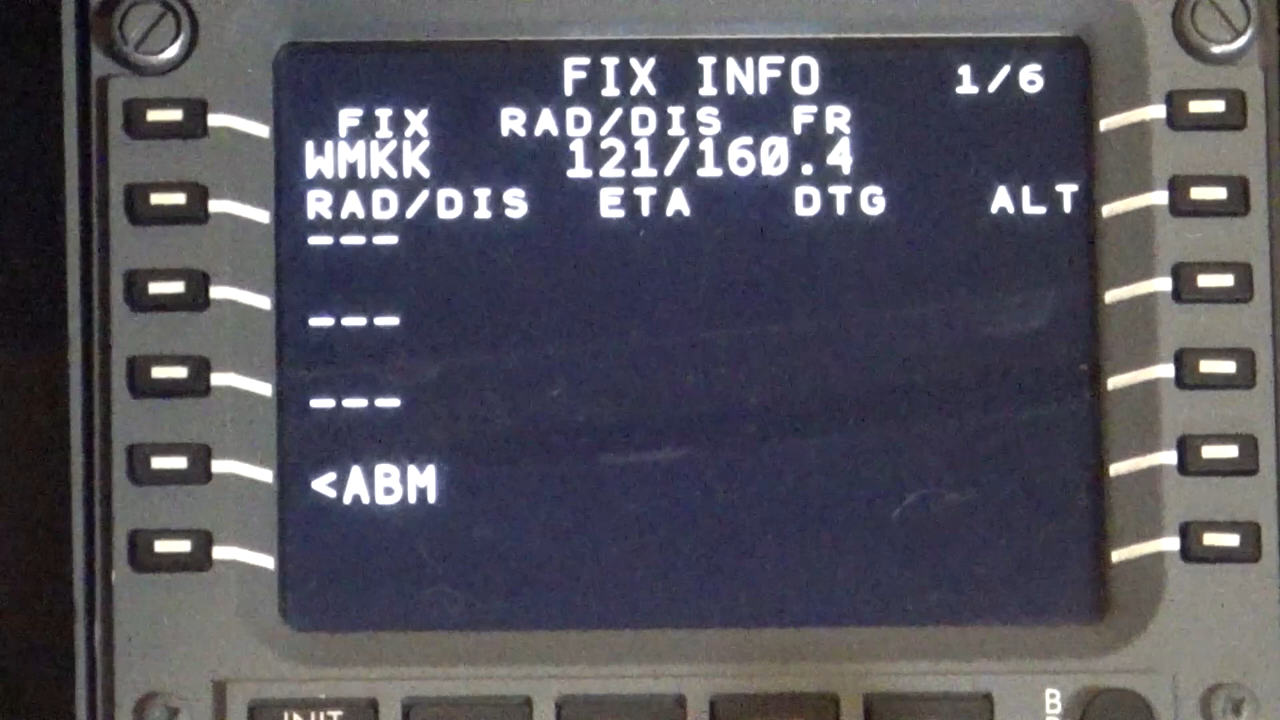 FIX INFO 1/6
FIX RAD/DIS FR
WMKK 121/160.4
RAD/DIS ETA DTG ALT
---
---
---
<ABM
INIT
B